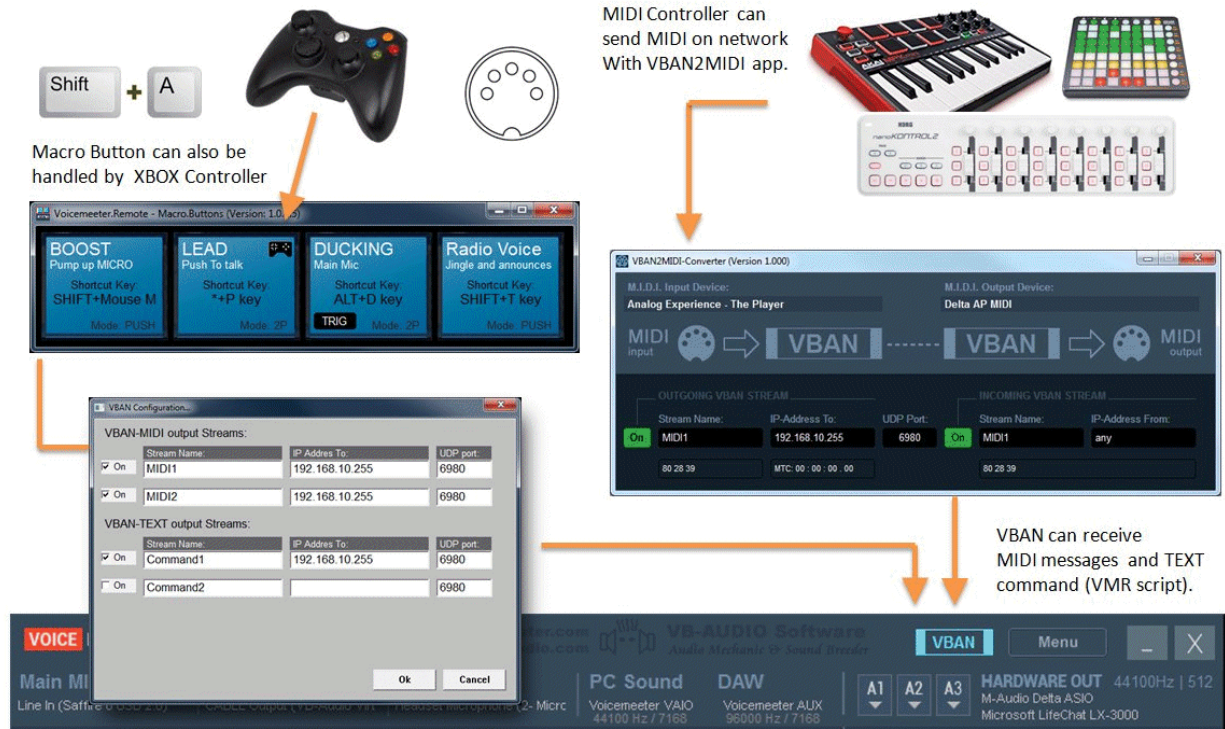 Shift
+
A
Macro Button can also be
handled by XBOX Controller
MIDI Controller can
send MIDI on network
With VBAN2MIDI app.
AKAI
KORG
nanoKONTROL2
Voicemeeter.Remote - Macro.Buttons (Version: 1.0.
BOOST
Pump up MICRO
Shortcut Key:
SHIFT+Mouse M
Mode: PUSH
LEAD
Push To talk
Shortcut Key:
*+P key
Mode: 2P
DUCKING
Main Mic
Shortcut Key:
ALT+D key
TRIG
Mode: 2P
Radio Voice
Jingle and announces
Shortcut Key:
SHIFT+T key
Mode: PUSH
VBAN2MIDI-Converter (Version 1.000)
M.I.D.I. Input Device:
Analog Experience - The Player
M.I.D.I. Output Device:
Delta AP MIDI
MIDI
input
VBAN
VBAN
MIDI
output
OUTGOING VBAN STREAM
Stream Name:
IP-Address To:
UDP Port:
On
MIDI1
192.168.10.255
6980
80 28 39
MTC: 00 : 00 : 00 . 00
INCOMING VBAN STREAM
Stream Name:
IP-Address From:
On
MIDI1
any
80 28 39
VBAN Configuration...
VBAN-MIDI output Streams:
Stream Name:
IP Addres To:
UDP port:
On
MIDI1
192.168.10.255
6980
On
MIDI2
192.168.10.255
6980
VBAN-TEXT output Streams:
Stream Name:
IP Addres To:
UDP port:
On
Command1
192.168.10.255
6980
On
Command2
6980
Ok
Cancel
VBAN can receive
MIDI messages and TEXT
command (VMR script).
VOICE
VB-AUDIO Software
Audio Mechanic & Sound Breeder
VBAN
Menu
X
Main MI
PC Sound
Voicemeeter VAIO
44100 Hz / 7168
DAW
Voicemeeter AUX
96000 Hz / 7168
A1
A2
A3
HARDWARE OUT
44100Hz | 512
M-Audio Delta ASIO
Microsoft LifeChat LX-3000